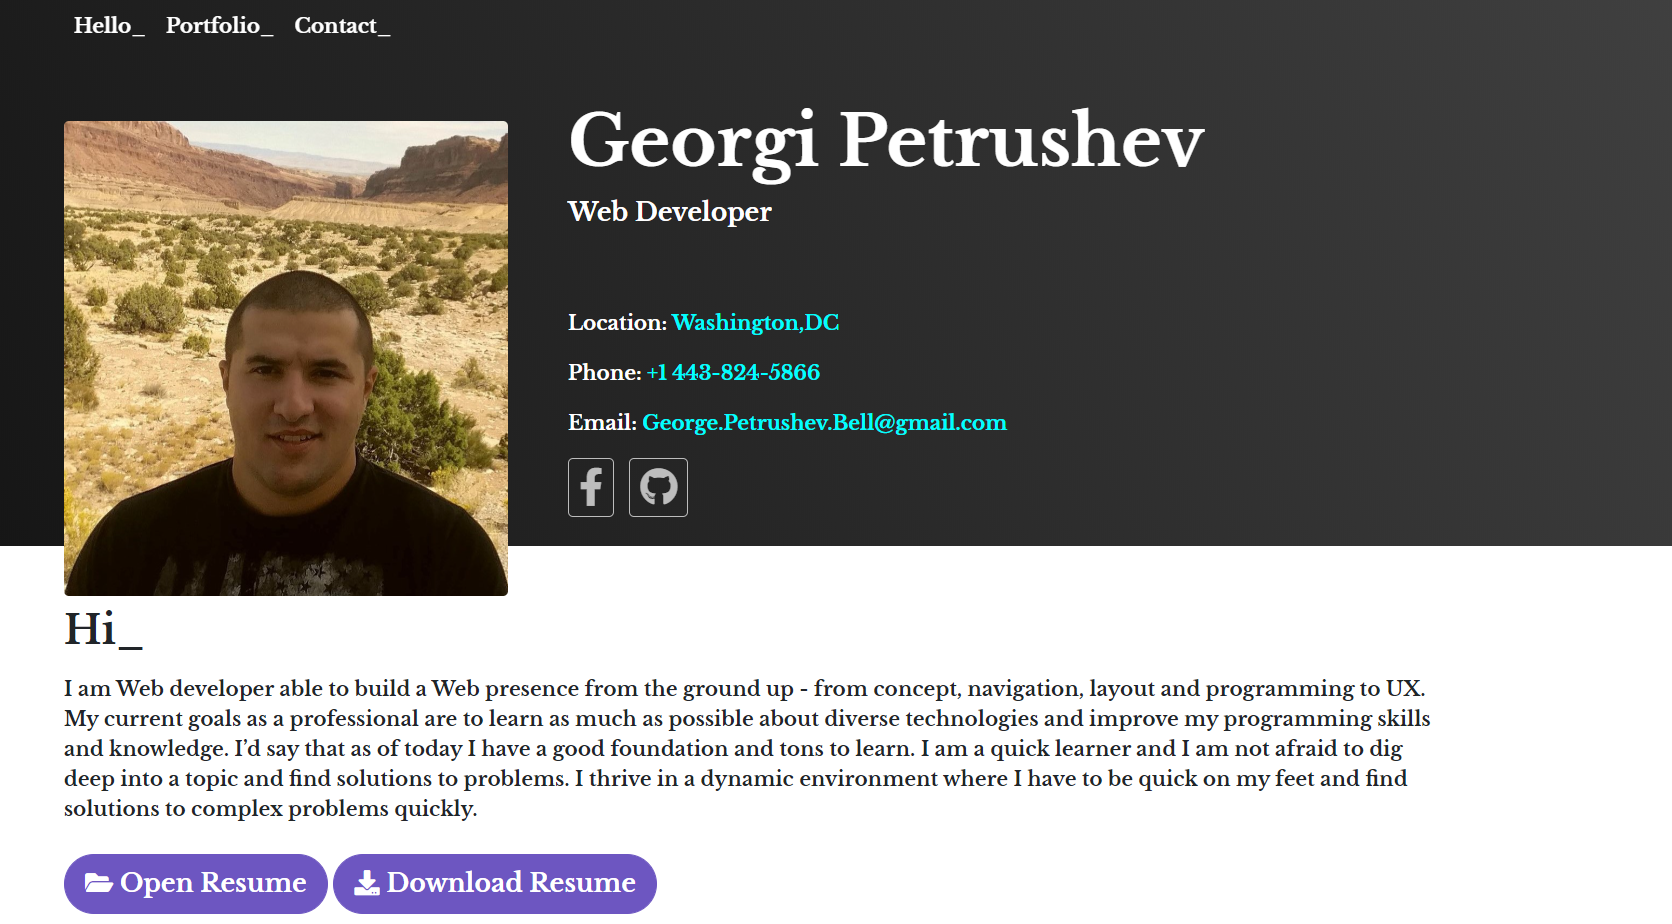 Hello_ Portfolio_ Contact_
Georgi Petrushev
Web Developer
Location: Washington,DC
Phone: +1 443-824-5866
Email: George.Petrushev.Bell@gmail.com
Hi_
I am Web developer able to build a Web presence from the ground up - from concept, navigation, layout and programming to UX.
My current goals as a professional are to learn as much as possible about diverse technologies and improve my programming skills
and knowledge. I’d say that as of today I have a good foundation and tons to learn. I am a quick learner and I am not afraid to dig
deep into a topic and find solutions to problems. I thrive in a dynamic environment where I have to be quick on my feet and find
solutions to complex problems quickly.
Open Resume Download Resume